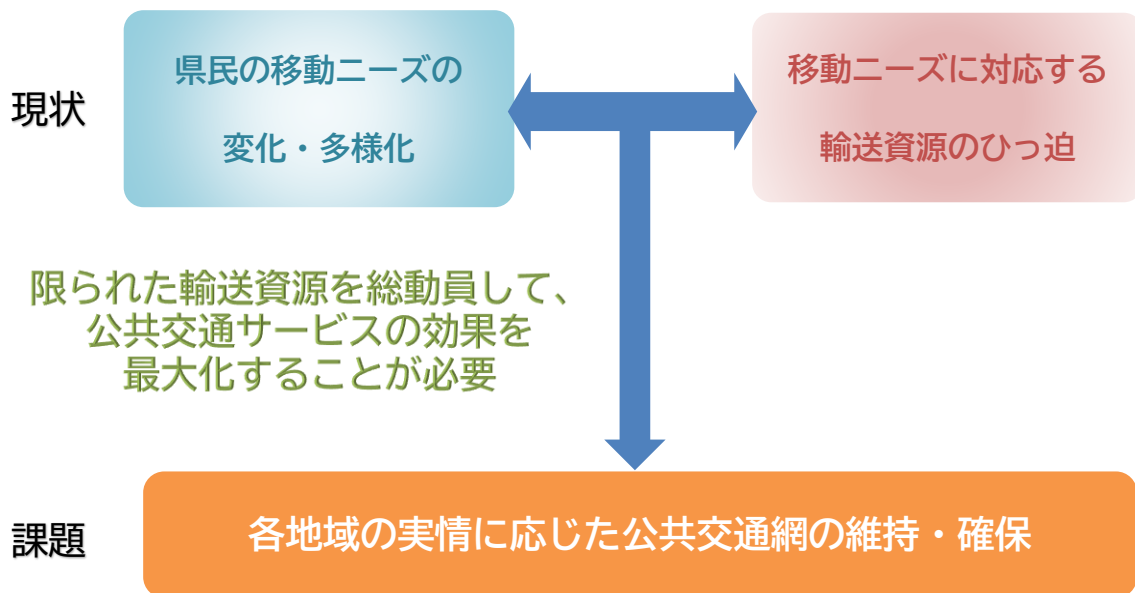 現状
県民の移動ニーズの
変化・多様化
移動ニーズに対応する
輸送資源のひっ迫
限られた輸送資源を総動員して、
公共交通サービスの効果を
最大化することが必要
課題
各地域の実情に応じた公共交通網の維持・確保